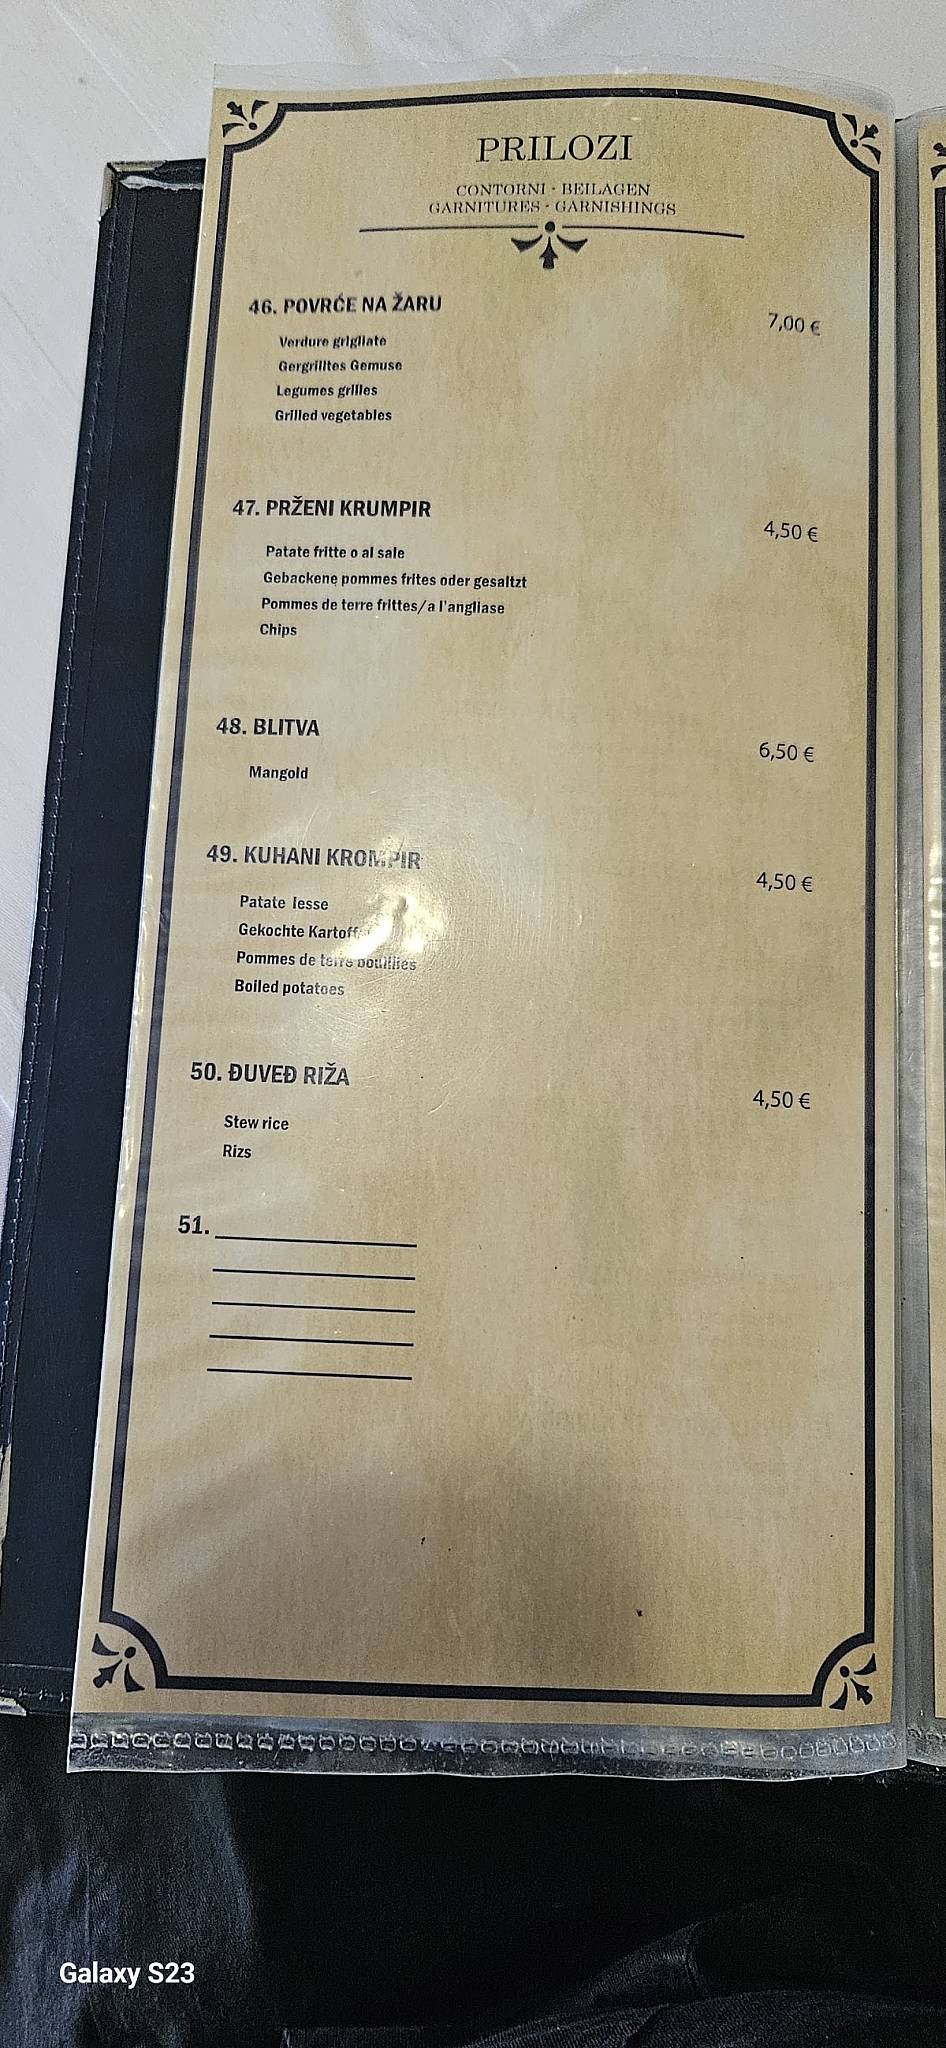 PRILOZI
CONTORNI - BEILAGEN
GARNITURES - GARNISHINGS
46. POVRĆE NA ŽARU
7,00 €
Verdure grigliate
Gergrilltes Gemuse
Legumes grilles
Grilled vegetables
47. PRŽENI KRUMPIR
4,50 €
Patate fritte o al sale
Gebackene pommes frites oder gesaltzt
Pommes de terre frittes/a l'angliase
Chips
48. BLITVA
6,50 €
Mangold
49. KUHANI KROMPIR
4,50 €
Patate lesse
Gekochte
Pommes de terre bouillies
Boiled potatoes
50. ĐUVEĐ RIŽA
4,50 €
Stew rice
Rizs
51.
Galaxy S23